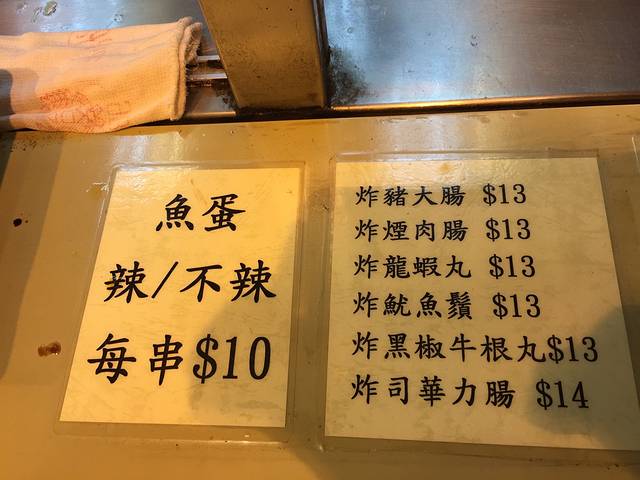 魚蛋
辣/不辣
每串$10
炸豬大腸 $13
炸煙肉腸 $13
炸龍蝦丸 $13
炸魷魚鬚 $13
炸黑椒牛根丸$13
炸司華力腸 $14